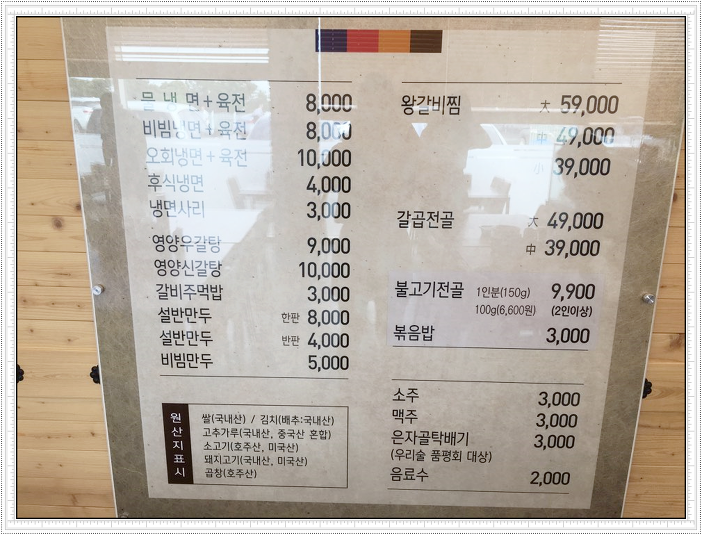 물 냉 면+육전 8,000
비빔냉면+육전 8,000
오회냉면+육전 10,000
후식냉면 4,000
냉면사리 3,000
영양우갈탕 9,000
영양신갈탕 10,000
갈비주먹밥 3,000
설반만두 한판 8,000
설반만두 반판 4,000
비빔만두 5,000
원산지표시
쌀(국내산) / 김치(배추:국내산)
고추가루(국내산, 중국산 혼합)
소고기(호주산, 미국산)
돼지고기(국내산, 미국산)
곱창(호주산)
왕갈비찜 大 59,000
中 49,000
小 39,000
갈곱전골 大 49,000
中 39,000
불고기전골 1인분(150g) 9,900
100g(6,600원) (2인이상)
볶음밥 3,000
소주 3,000
맥주 3,000
은자골탁배기 3,000
(우리술 품평회 대상)
음료수 2,000